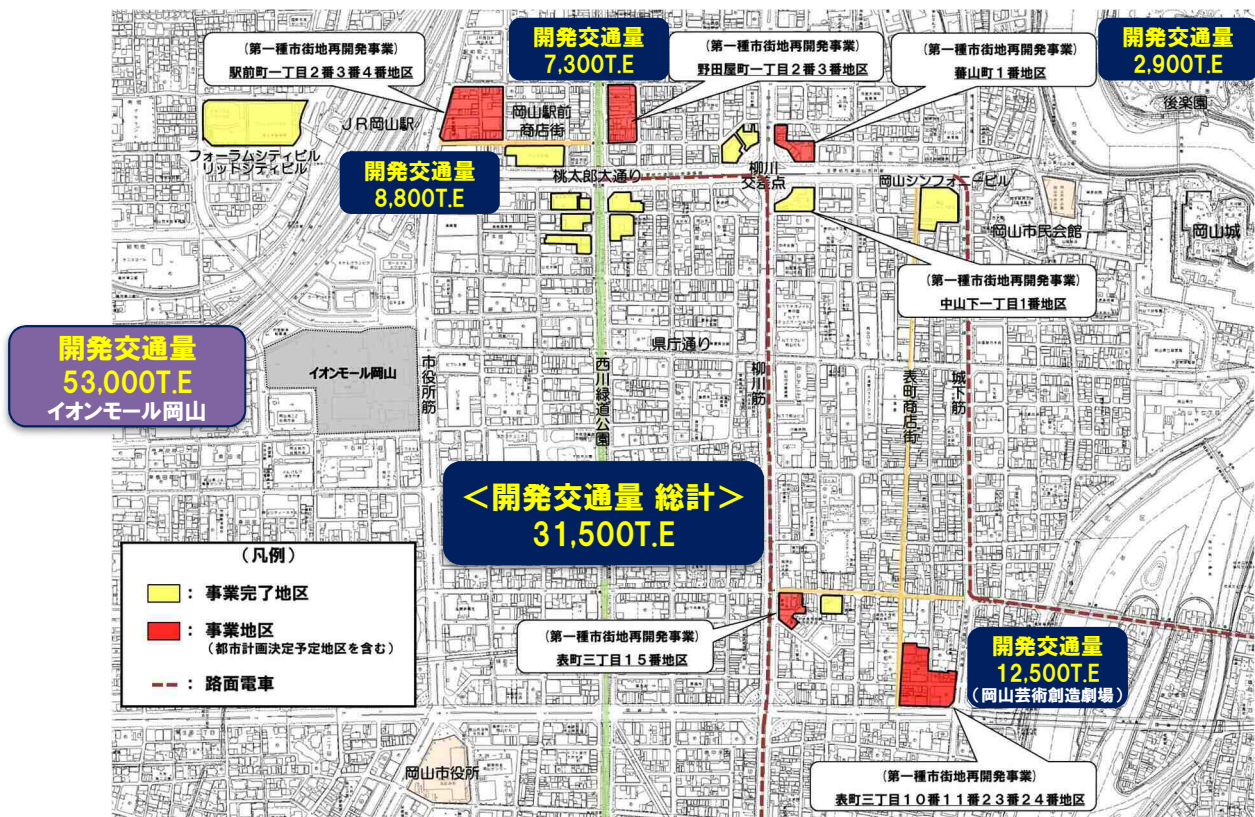 (第一種市街地再開発事業)
駅前町一丁目2番3番4番地区
開発交通量
7,300T.E
(第一種市街地再開発事業)
野田屋町一丁目2番3番地区
(第一種市街地再開発事業)
蕃山町1番地区
開発交通量
2,900T.E
後楽園
JR岡山駅
岡山駅前
商店街
フォーラムシティビル
リットシティビル
開発交通量
8,800T.E
桃太郎大通り
柳川
交差点
岡山シンフォニービル
岡山市民会館
岡山城
(第一種市街地再開発事業)
中山下一丁目1番地区
開発交通量
53,000T.E
イオンモール岡山
イオンモール岡山
市役所筋
西川緑道公園
県庁通り
柳川筋
表町商店街
城下筋
<開発交通量 総計>
31,500T.E
(凡例)
: 事業完了地区
: 事業地区
(都市計画決定予定地区を含む)
: 路面電車
(第一種市街地再開発事業)
表町三丁目15番地区
開発交通量
12,500T.E
(岡山芸術創造劇場)
岡山市役所
(第一種市街地再開発事業)
表町三丁目10番11番23番24番地区